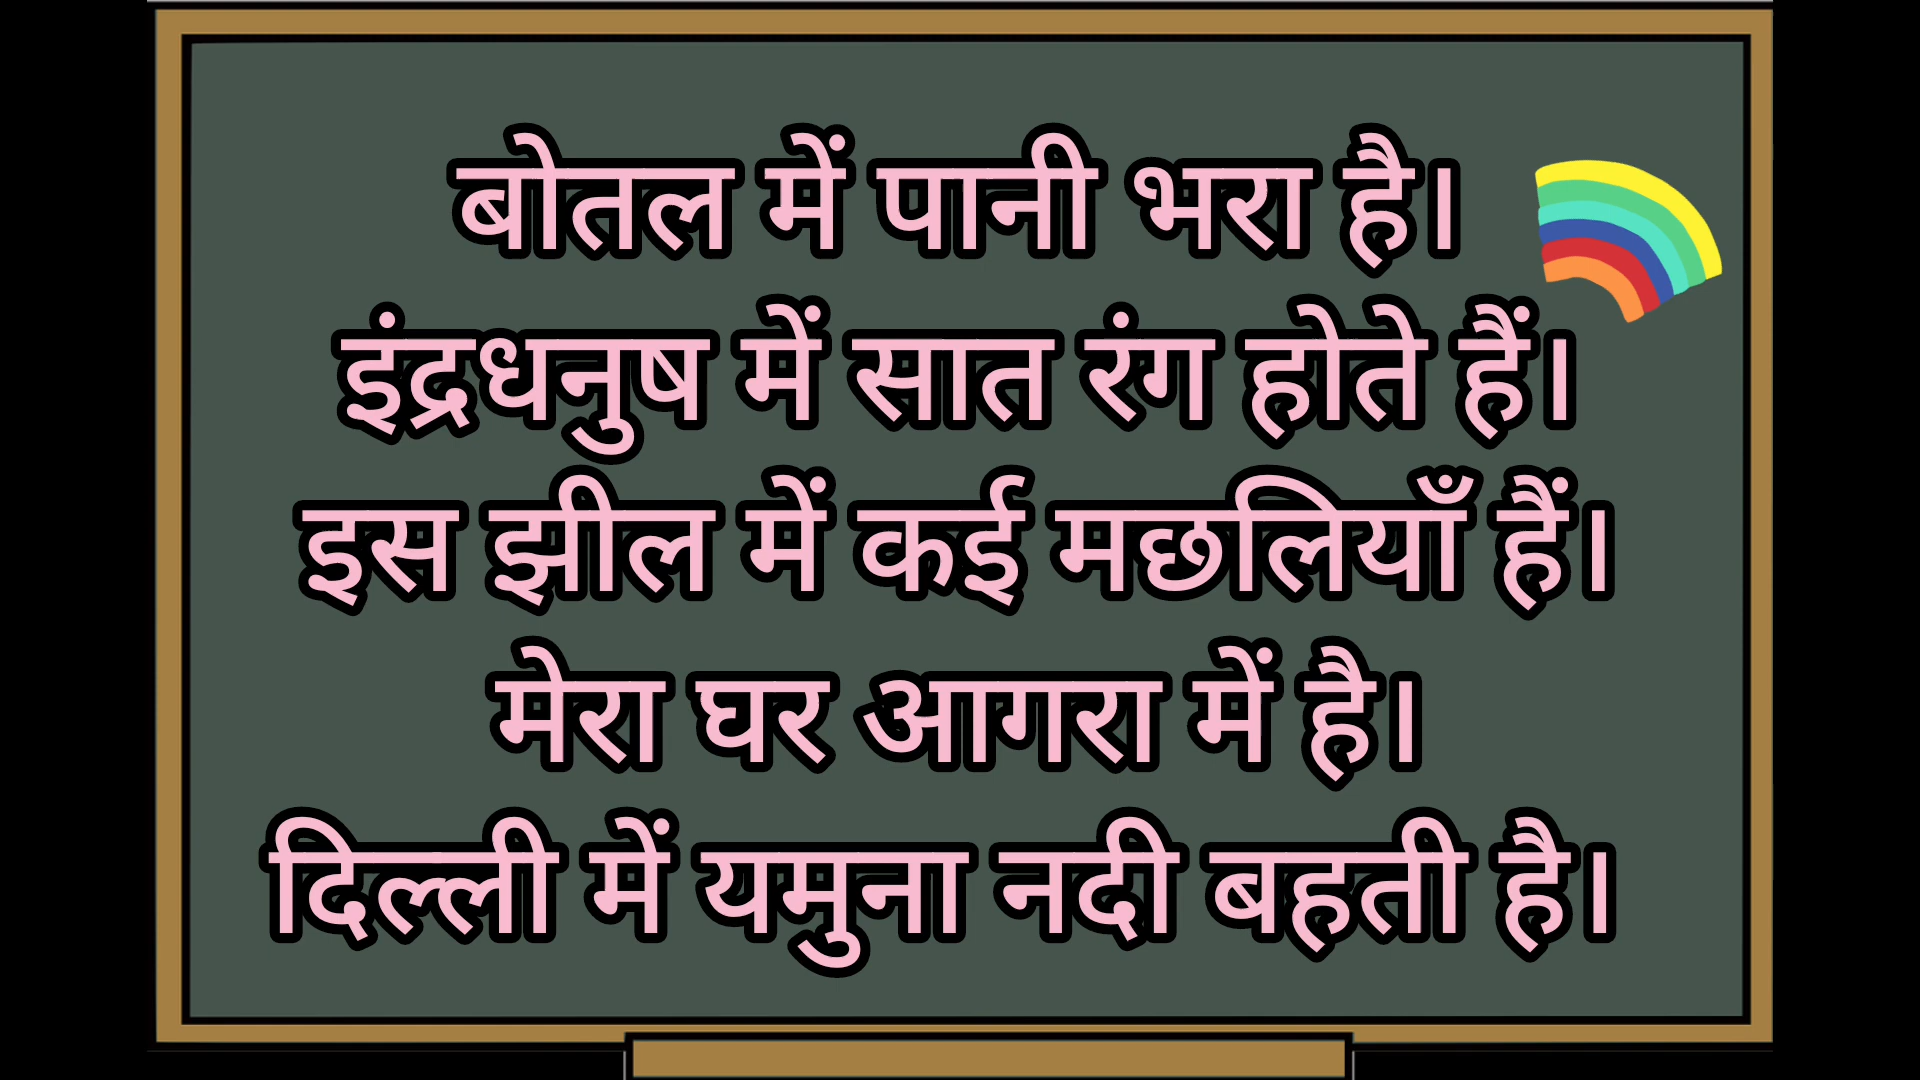 बोतल में पानी भरा है।
इंद्रधनुष में सात रंग होते हैं।
इस झील में कई मछलियाँ हैं।
मेरा घर आगरा में है।
दिल्ली में यमुना नदी बहती है।